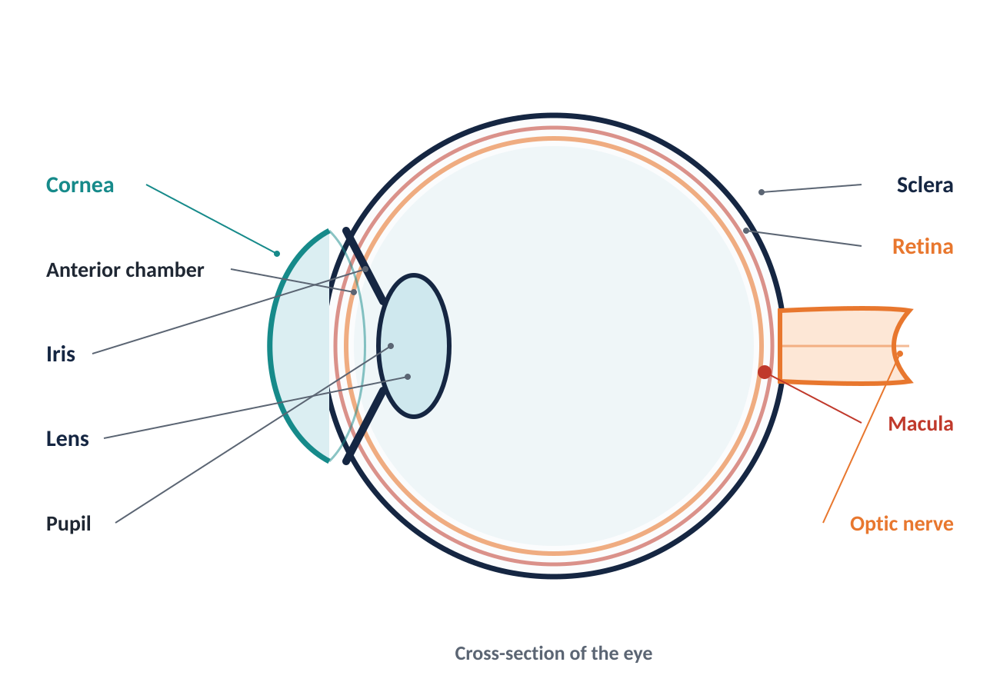 Cornea
Anterior chamber
Iris
Lens
Pupil
Sclera
Retina
Macula
Optic nerve
Cross-section of the eye